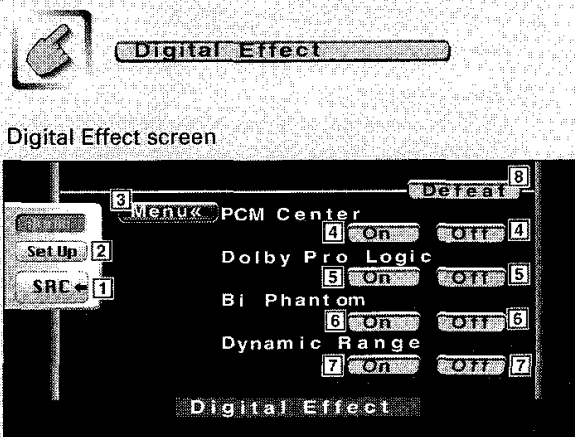 Digital Effect
Digital Effect screen
8
Defeat
3
Menu«
PCM Center
4 On Off 4
Set Up 2
Dolby Pro Logic
SRC 1
5 On Off 5
Bi Phantom
6 On Off 6
Dynamic Range
7 On Off 7
Digital Effect